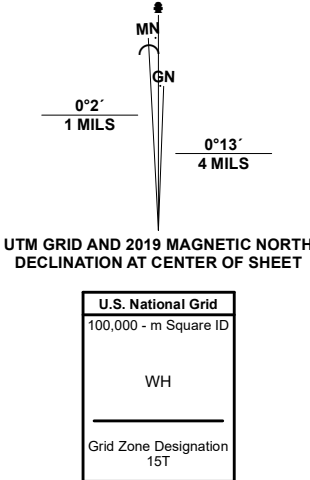 MN
GN
0°2´
1 MILS
0°13´
4 MILS
UTM GRID AND 2019 MAGNETIC NORTH
DECLINATION AT CENTER OF SHEET
U.S. National Grid
100,000 - m Square ID
WH
Grid Zone Designation
15T